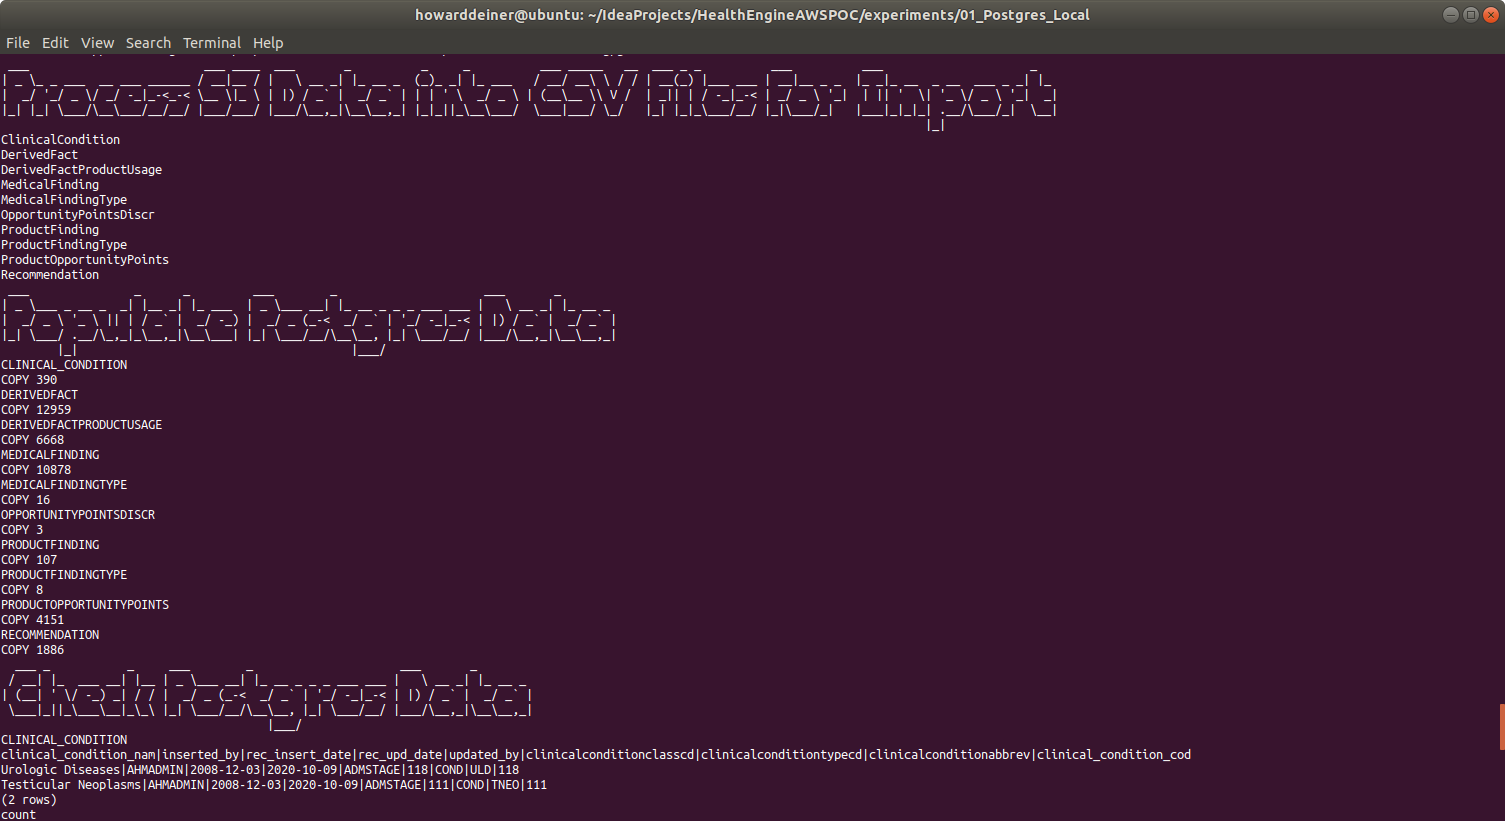 howarddeiner@ubuntu: ~/IdeaProjects/HealthEngineAWSPOC/experiments/01_Postgres_Local
File Edit View Search Terminal Help
Process S3 Data into CSV Files For Import
ClinicalCondition
DerivedFact
DerivedFactProductUsage
MedicalFinding
MedicalFindingType
OpportunityPointsDiscr
ProductFinding
ProductFindingType
ProductOpportunityPoints
Recommendation
Populate Postgres Data
CLINICAL_CONDITION
COPY 390
DERIVEDFACT
COPY 12959
DERIVEDFACTPRODUCTUSAGE
COPY 6668
MEDICALFINDING
COPY 10878
MEDICALFINDINGTYPE
COPY 16
OPPORTUNITYPOINTSDISCR
COPY 3
PRODUCTFINDING
COPY 107
PRODUCTFINDINGTYPE
COPY 8
PRODUCTOPPORTUNITYPOINTS
COPY 4151
RECOMMENDATION
COPY 1886
Check Postgres Data
CLINICAL_CONDITION
clinical_condition_nam|inserted_by|rec_insert_date|rec_upd_date|updated_by|clinicalconditionclasscd|clinicalconditiontypecd|clinicalconditionabbrev|clinical_condition_cod
Urologic Diseases|AHMADMIN|2008-12-03|2020-10-09|ADMSTAGE|118|COND|ULD|118
Testicular Neoplasms|AHMADMIN|2008-12-03|2020-10-09|ADMSTAGE|111|COND|TNEO|111
(2 rows)
count